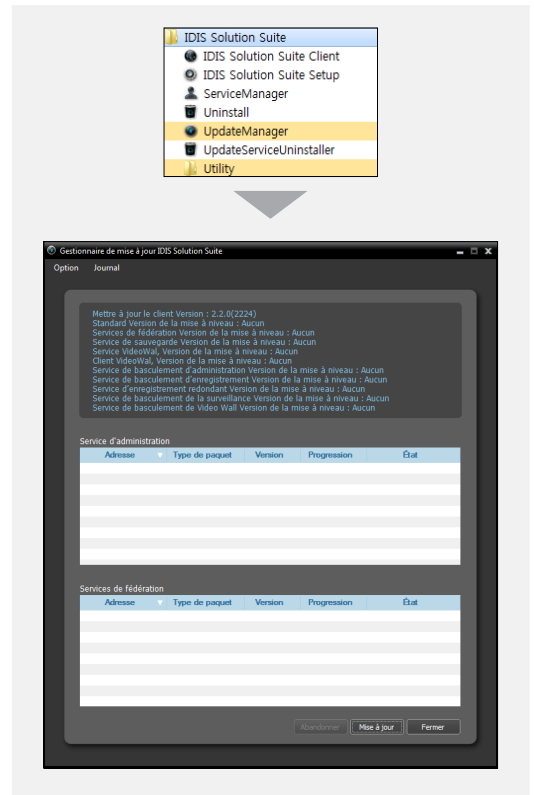 IDIS Solution Suite
IDIS Solution Suite Client
IDIS Solution Suite Setup
ServiceManager
Uninstall
UpdateManager
UpdateServiceUninstaller
Utility
Gestionnaire de mise à jour IDIS Solution Suite
Option Journal
Mettre à jour le client Version : 2.2.0(2224)
Standard Version de la mise à niveau : Aucun
Services de fédération Version de la mise à niveau : Aucun
Service de sauvegarde Version de la mise à niveau : Aucun
Service VideoWal, Version de la mise à niveau : Aucun
Client VideoWal, Version de la mise à niveau : Aucun
Service de basculement d'administration Version de la mise à niveau : Aucun
Service de basculement d'enregistrement Version de la mise à niveau : Aucun
Service d'enregistrement redondant Version de la mise à niveau : Aucun
Service de basculement de la surveillance Version de la mise à niveau : Aucun
Service de basculement de Video Wall Version de la mise à niveau : Aucun
Service d'administration
Adresse Type de paquet Version Progression État
Services de fédération
Adresse Type de paquet Version Progression État
Abandonner Mise à jour Fermer